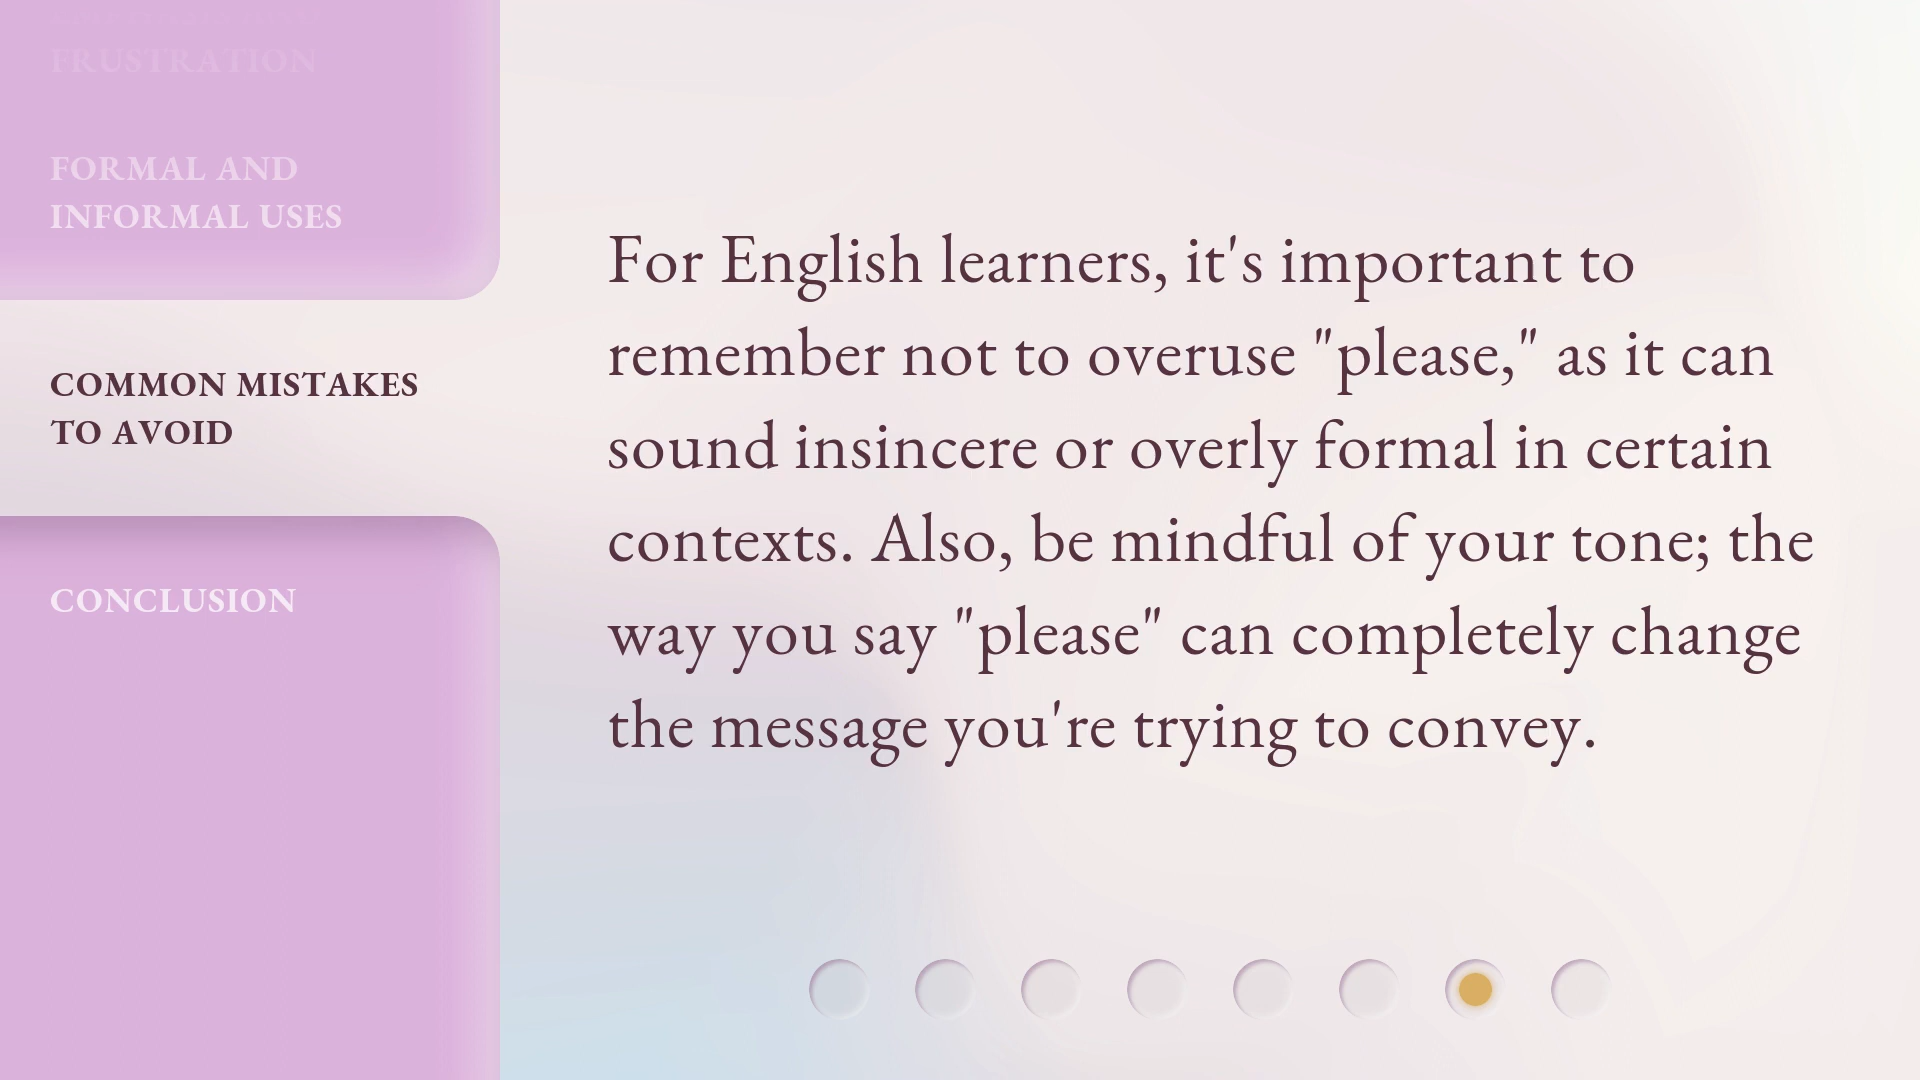 FRUSTRATION
FORMAL AND
INFORMAL USES
COMMON MISTAKES
TO AVOID
CONCLUSION
For English learners, it's important to
remember not to overuse "please," as it can
sound insincere or overly formal in certain
contexts. Also, be mindful of your tone; the
way you say "please" can completely change
the message you're trying to convey.